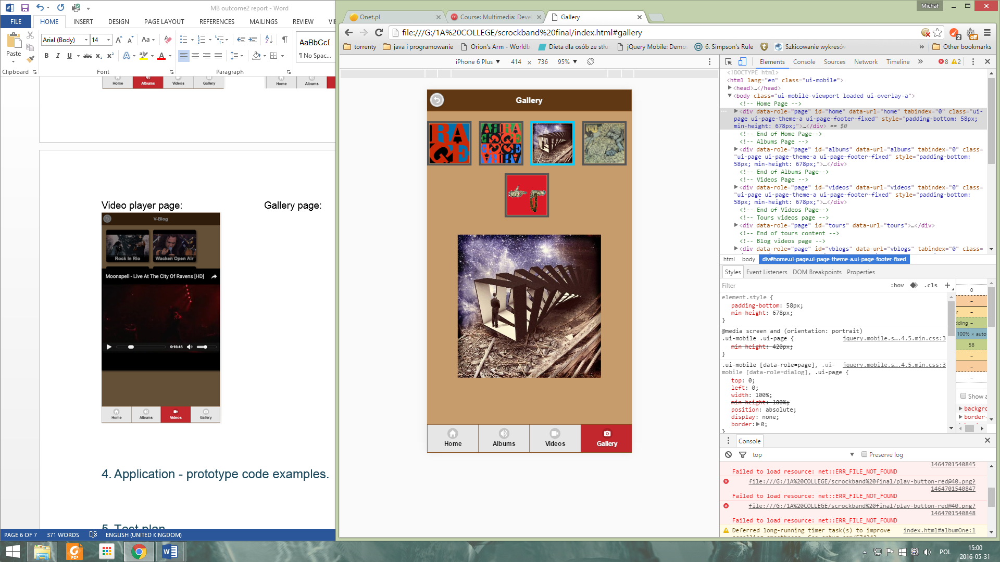 MB outcome2 report - Word
FILE HOME INSERT DESIGN PAGE LAYOUT REFERENCES MAILINGS REVIEW VI
Arial (Body) 14 Aa
AaBbCcD
Paste
B I U abc x₂ x² A ab A
¶ No Spac...
Clipboard Font Paragraph
Home Albums Videos Gallery
Home Albums
Video player page: Gallery page:
V-Blog
Rock In Rio Wacken Open Air
Moonspell - Live At The City Of Ravens [HD]
0:16:45
Home Albums Videos Gallery
4. Application - prototype code examples.
5. Test plan
PAGE 6 OF 7 371 WORDS ENGLISH (UNITED KINGDOM)
Michał
Onet.pl
Course: Multimedia: Deve
Gallery
file:///G:/1A%20COLLEGE/scrockband%20final/index.html#gallery
2 off
torrenty
java i programowanie
Orion's Arm - Worldb
Dieta dla osób ze stłu
jQuery Mobile: Demo
6. Simpson's Rule
Szkicowanie wykresów
» Other bookmarks
iPhone 6 Plus ▼ 414 × 736 95% ▼
Gallery
RA
GE
Home Albums Videos Gallery
Elements Console Sources Network Timeline » 8 2
<!DOCTYPE html>
<html lang="en" class="ui-mobile">
<head>…</head>
<body class="ui-mobile-viewport loaded ui-overlay-a">
<!-- Home Page -->
<div data-role="page" id="home" data-url="home" tabindex="0" class="ui-
page ui-page-theme-a ui-page-footer-fixed" style="padding-bottom: 58px;
min-height: 678px;">…</div> == $0
<!-- End of Home Page-->
<!-- Albums Page -->
<div data-role="page" id="albums" data-url="albums" tabindex="0" class=
"ui-page ui-page-theme-a ui-page-footer-fixed" style="padding-bottom:
58px; min-height: 678px;">…</div>
<!-- End of Albums Page-->
<!-- Videos Page -->
<div data-role="page" id="videos" data-url="videos" tabindex="0" class=
"ui-page ui-page-theme-a ui-page-footer-fixed" style="padding-bottom:
58px; min-height: 678px;">…</div>
<!-- End of Videos Page-->
<!-- Tours videos page -->
<div data-role="page" id="tours" data-url="tours">…</div>
<!-- End of tours content -->
<!-- Blog videos page -->
<div data-role="page" id="vblogs" data-url="vblogs" tabindex="0" class=
html body div#home.ui-page.ui-page-theme-a.ui-page-footer-fixed
Styles Event Listeners DOM Breakpoints Properties
Filter :hov .cls +
element.style {
padding-bottom: 58px;
min-height: 678px;
}
@media screen and (orientation: portrait)
.ui-mobile .ui-page { jquery.mobile.s….4.5.min.css:3
min-height: 420px;
}
.ui-mobile [data-role=page], .ui- jquery.mobile.s….4.5.min.css:3
mobile [data-role=dialog], .ui-page {
top: 0;
left: 0;
width: 100%;
min-height: 100%;
position: absolute;
display: none;
border: 0;
}
0
–
r –
dding –
100% × auto
58
–
–
–
Show a
backgro
border-
Console
top ▼ Preserve log
1464701540845
Failed to load resource: net::ERR_FILE_NOT_FOUND
file:///G:/1A%20COLLEGE/scrockband%20final/play-button-red@40.png?
1464701540847
Failed to load resource: net::ERR_FILE_NOT_FOUND
file:///G:/1A%20COLLEGE/scrockband%20final/play-button-red@40.png?
1464701540848
Failed to load resource: net::ERR_FILE_NOT_FOUND
Deferred long-running timer task(s) to improve index.html#albumOne:1
PDF
POL
15:00
2016-05-31